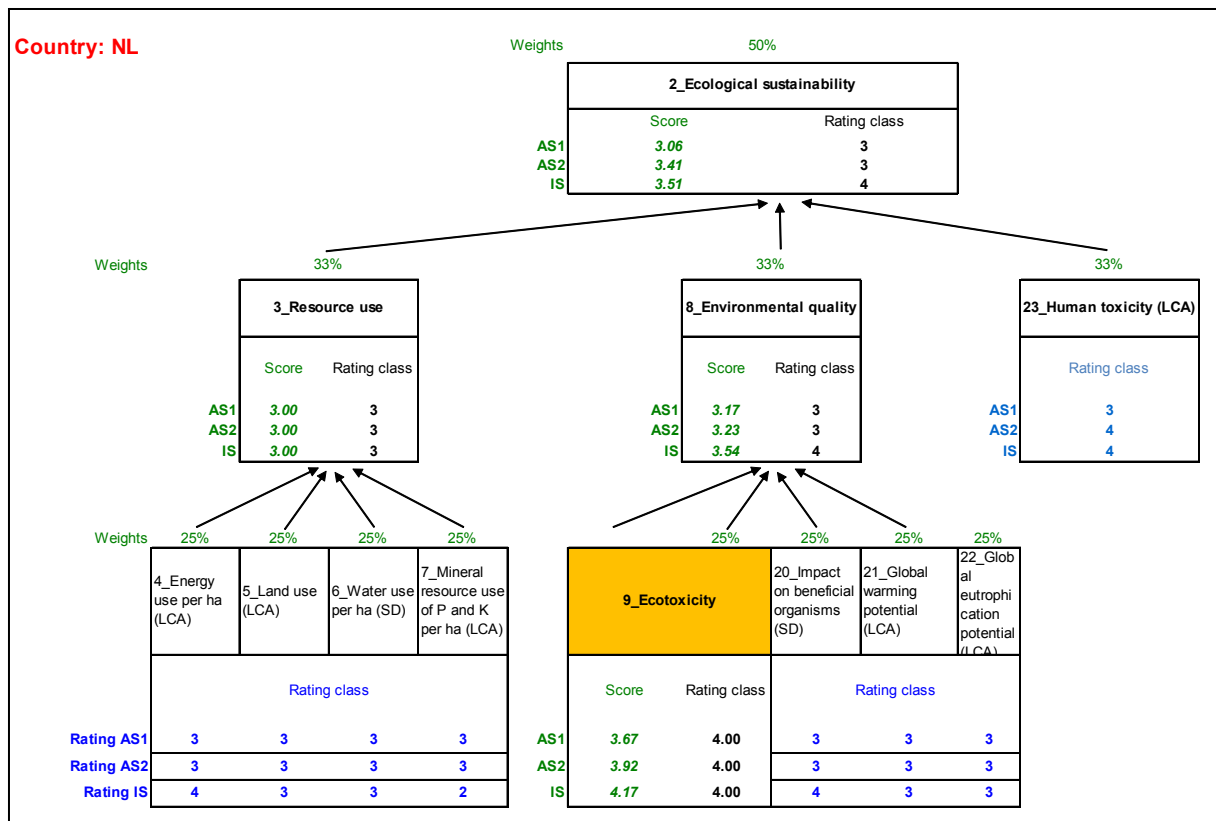 Country: NL
Weights 50%
2_Ecological sustainability
Score Rating class
AS1 3.06 3
AS2 3.41 3
IS 3.51 4
Weights 33% 33% 33%
3_Resource use
Score Rating class
AS1 3.00 3
AS2 3.00 3
IS 3.00 3
8_Environmental quality
Score Rating class
AS1 3.17 3
AS2 3.23 3
IS 3.54 4
23_Human toxicity (LCA)
Rating class
AS1 3
AS2 4
IS 4
Weights 25% 25% 25% 25% 25% 25% 25% 25%
4_Energy
use per ha
(LCA)
5_Land use
(LCA)
6_Water use
per ha (SD)
7_Mineral
resource use
of P and K
per ha (LCA)
Rating class
Rating AS1 3 3 3 3
Rating AS2 3 3 3 3
Rating IS 4 3 3 2
9_Ecotoxicity
20_Impact
on beneficial
organisms
(SD)
21_Global
warming
potential
(LCA)
22_Glob
al
eutrophi
cation
potential
(LCA)
Score Rating class Rating class
AS1 3.67 4.00 3 3 3
AS2 3.92 4.00 3 3 3
IS 4.17 4.00 4 3 3